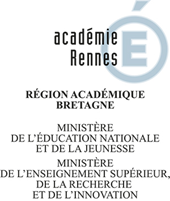 académie
Rennes
É
RÉGION ACADÉMIQUE
BRETAGNE
MINISTÈRE
DE L'ÉDUCATION NATIONALE
ET DE LA JEUNESSE
MINISTÈRE
DE L'ENSEIGNEMENT SUPÉRIEUR,
DE LA RECHERCHE
ET DE L'INNOVATION